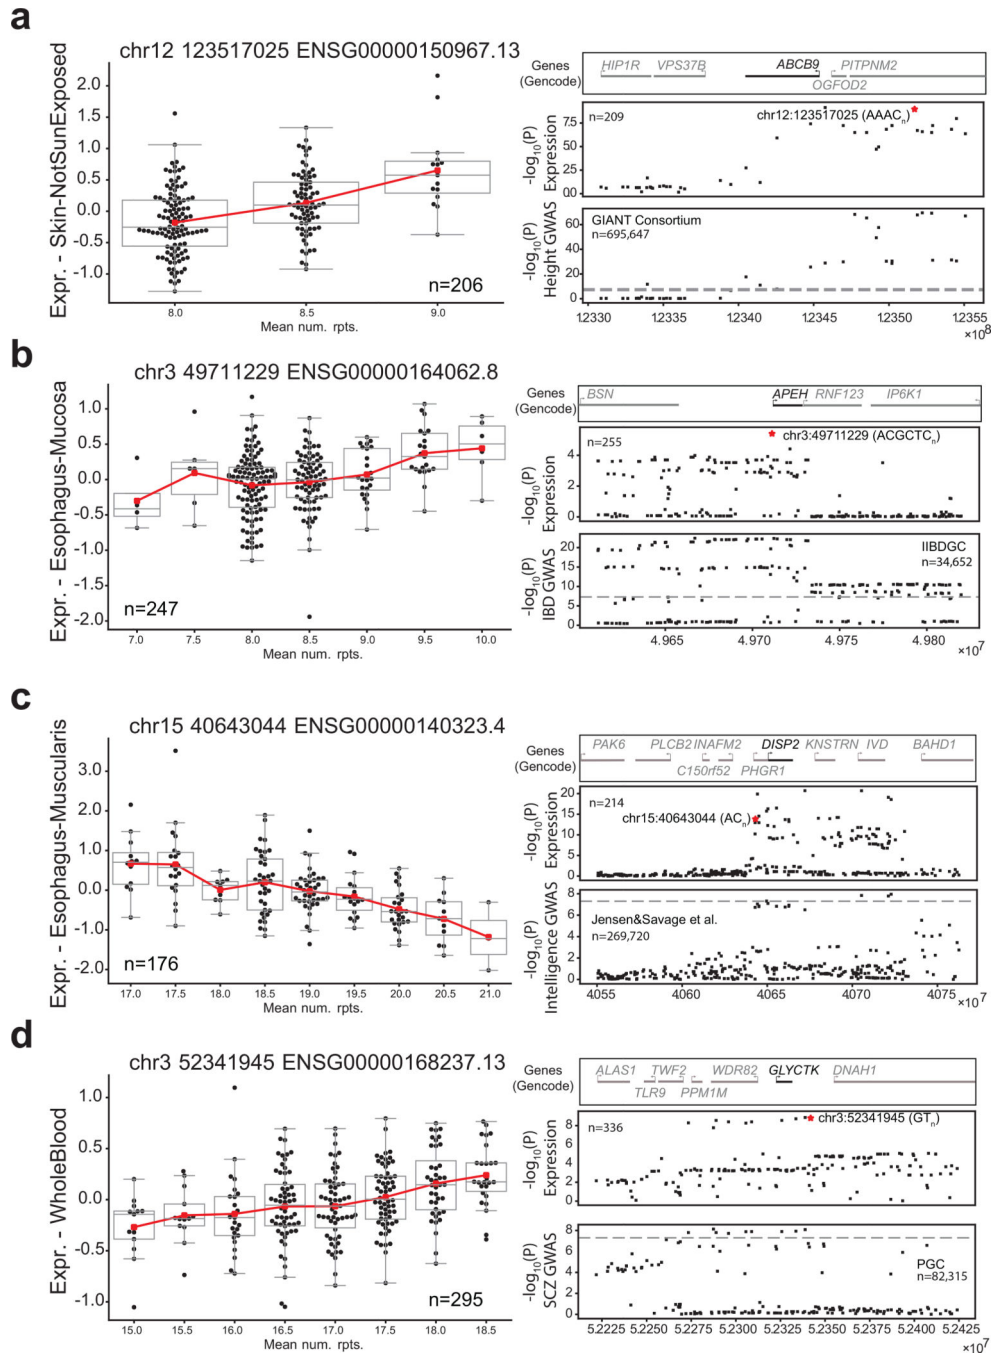 a
chr12 123517025 ENSG00000150967.13
Expr. - Skin-NotSunExposed
2.0
1.5
1.0
0.5
0.0
-0.5
-1.0
n=206
8.0 8.5 9.0
Mean num. rpts.
Genes
(Gencode)
HIP1R VPS37B ABCB9 PITPNM2
OGFOD2
-log10(P)
Expression
n=209
chr12:123517025 (AAACn)
75
50
25
00
-log10(P)
Height GWAS
GIANT Consortium
n=695,647
60
40
20
0
12330 12335 12340 12345 12350 12355
×10⁸
b
chr3 49711229 ENSG00000164062.8
Expr. - Esophagus-Mucosa
1.0
0.5
0.0
-0.5
-1.0
-1.5
-2.0
n=247
7.0 7.5 8.0 8.5 9.0 9.5 10.0
Mean num. rpts.
Genes
(Gencode)
BSN APEH RNF123 IP6K1
-log10(P)
Expression
n=255
chr3:49711229 (ACGCTCn)
4
2
0
-log10(P)
IBD GWAS
IIBDGC
n=34,652
20
15
10
5
0
4.965 4.970 4.975 4.980
×10⁷
c
chr15 40643044 ENSG00000140323.4
Expr. - Esophagus-Muscularis
3.0
2.0
1.0
0.0
-1.0
-2.0
n=176
17.0 17.5 18.0 18.5 19.0 19.5 20.0 20.5 21.0
Mean num. rpts.
Genes
(Gencode)
PAK6 PLCB2 INAFM2 DISP2 KNSTRN IVD BAHD1
C150rf52 PHGR1
-log10(P)
Expression
n=214
chr15:40643044 (ACn)
20
15
10
5
0
-log10(P)
Intelligence GWAS
Jensen&Savage et al.
n=269,720
8
6
4
2
0
4055 4060 4065 4070 4075
×10⁷
d
chr3 52341945 ENSG00000168237.13
Expr. - WholeBlood
1.0
0.5
0.0
-0.5
-1.0
n=295
15.0 15.5 16.0 16.5 17.0 17.5 18.0 18.5
Mean num. rpts.
Genes
(Gencode)
ALAS1 TWF2 WDR82 GLYCTK DNAH1
TLR9 PPM1M
-log10(P)
Expression
n=336
chr3:52341945 (GTn)
8
6
4
2
0
-log10(P)
SCZ GWAS
PGC
n=82,315
8
6
4
2
0
5.2225 5.2250 5.2275 5.2300 5.2325 5.2350 5.2375 5.2400 5.2425
×10⁷